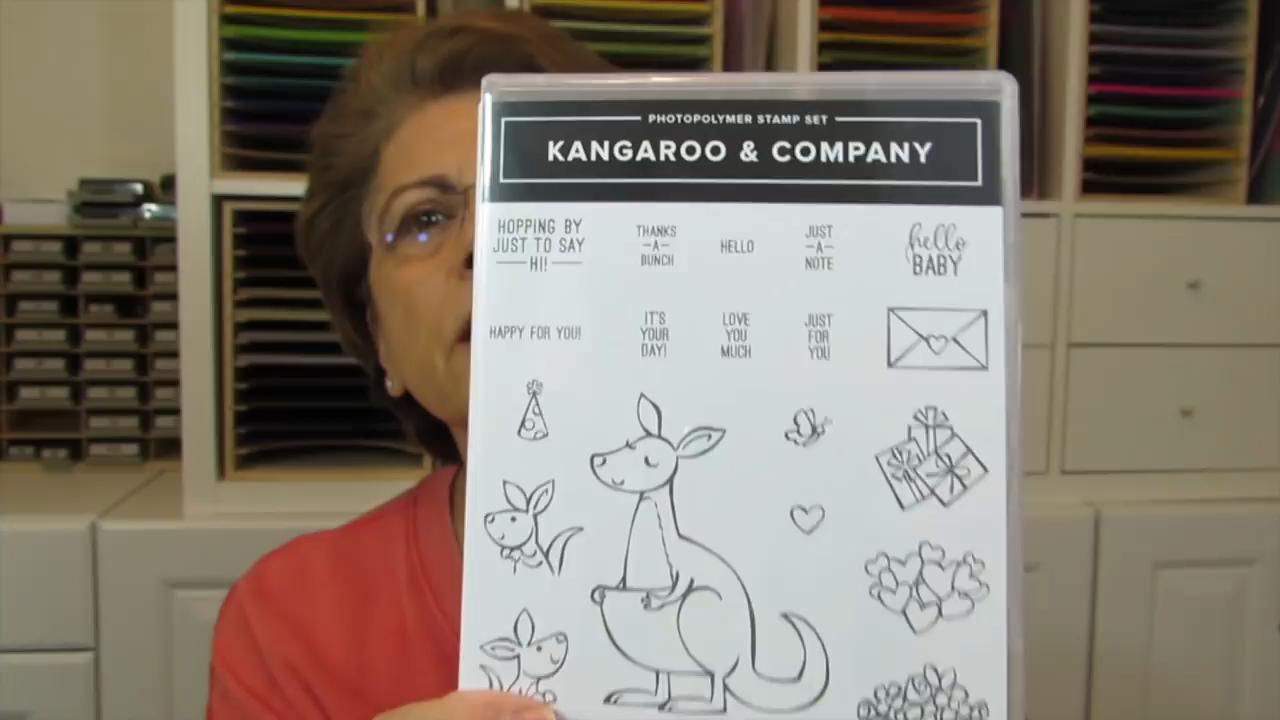 PHOTOPOLYMER STAMP SET
KANGAROO & COMPANY
HOPPING BY
JUST TO SAY
HI!
THANKS
-A-
BUNCH
HELLO
JUST
-A-
NOTE
hello
BABY
HAPPY FOR YOU!
IT'S
YOUR
DAY!
LOVE
YOU
MUCH
JUST
FOR
YOU